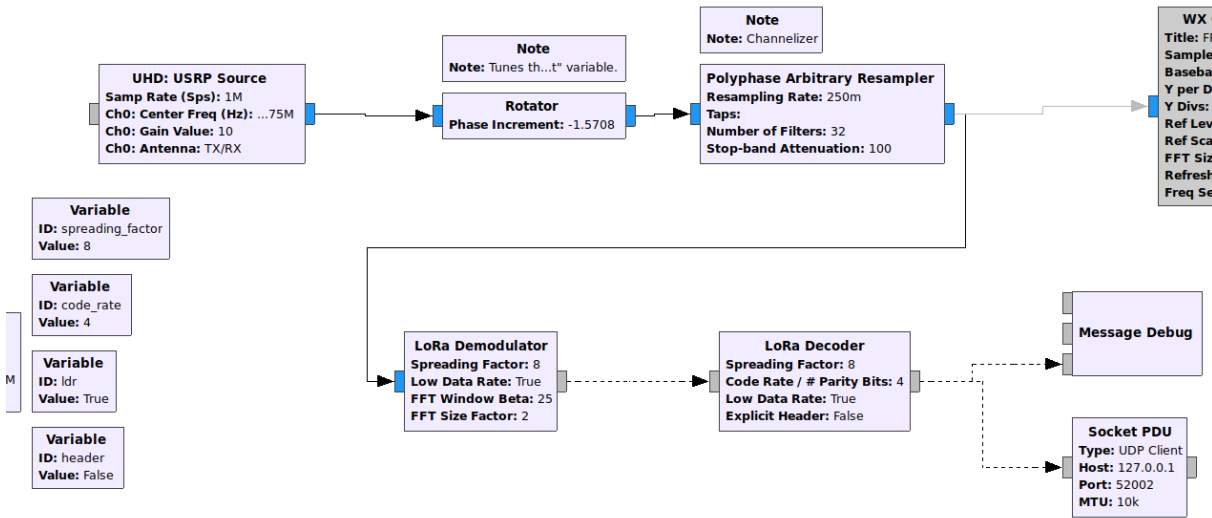 Note
Note: Channelizer
WX
Title:
Sample
Baseba
Y per D
Y Divs:
Ref Lev
Ref Sca
FFT Siz
Refresh
Freq Se
Note
Note: Tunes th...t" variable.
UHD: USRP Source
Samp Rate (Sps): 1M
Ch0: Center Freq (Hz): ...75M
Ch0: Gain Value: 10
Ch0: Antenna: TX/RX
Rotator
Phase Increment: -1.5708
Polyphase Arbitrary Resampler
Resampling Rate: 250m
Taps:
Number of Filters: 32
Stop-band Attenuation: 100
Variable
ID: spreading_factor
Value: 8
Variable
ID: code_rate
Value: 4
M
Variable
ID: ldr
Value: True
Variable
ID: header
Value: False
LoRa Demodulator
Spreading Factor: 8
Low Data Rate: True
FFT Window Beta: 25
FFT Size Factor: 2
LoRa Decoder
Spreading Factor: 8
Code Rate / # Parity Bits: 4
Low Data Rate: True
Explicit Header: False
Message Debug
Socket PDU
Type: UDP Client
Host: 127.0.0.1
Port: 52002
MTU: 10k